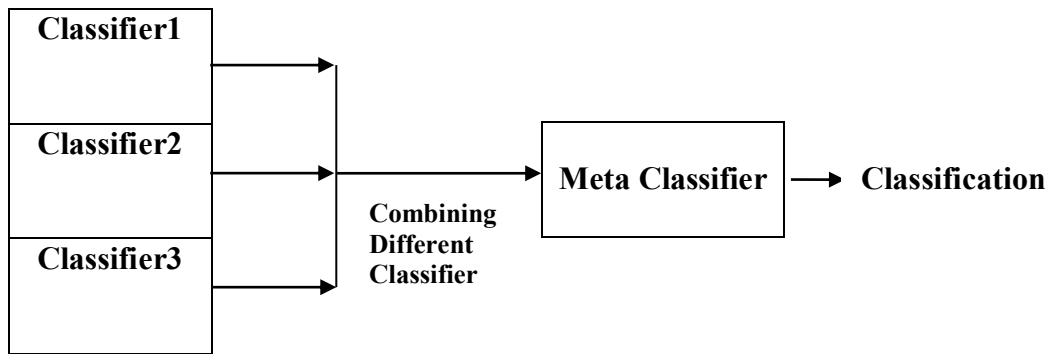 Classifier1
Classifier2
Classifier3
Combining
Different
Classifier
Meta Classifier
Classification